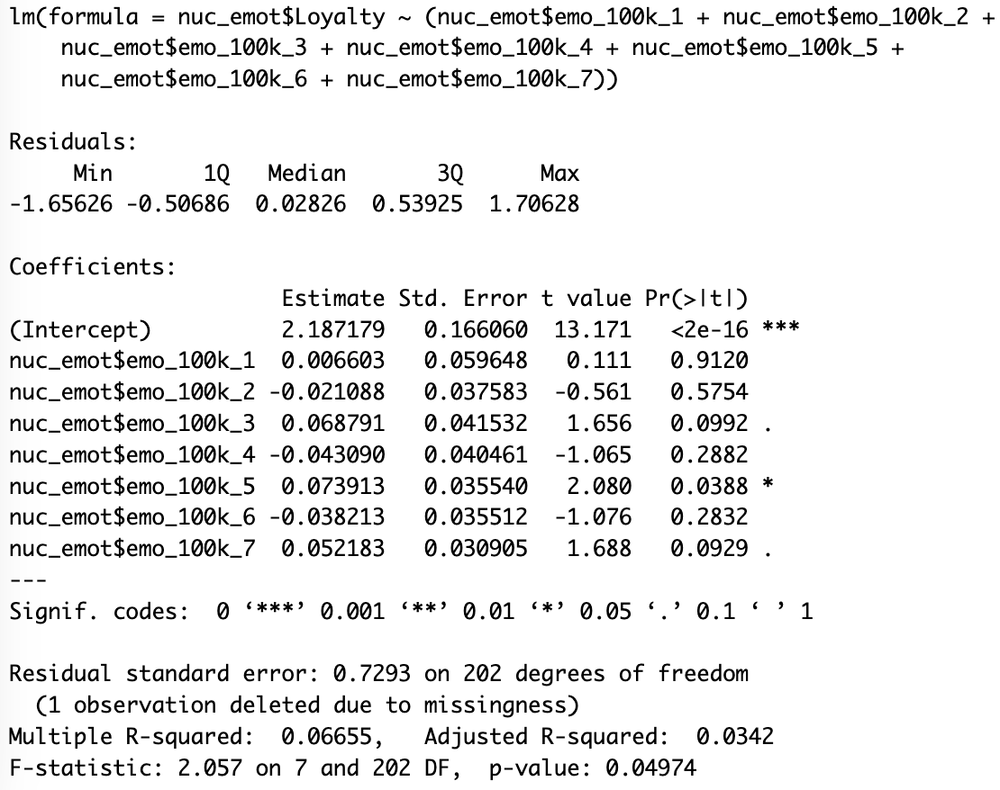 lm(formula = nuc_emot$Loyalty ~ (nuc_emot$emo_100k_1 + nuc_emot$emo_100k_2 +
    nuc_emot$emo_100k_3 + nuc_emot$emo_100k_4 + nuc_emot$emo_100k_5 +
    nuc_emot$emo_100k_6 + nuc_emot$emo_100k_7))

Residuals:
     Min       1Q   Median       3Q      Max
-1.65626 -0.50686  0.02826  0.53925  1.70628

Coefficients:
                     Estimate Std. Error t value Pr(>|t|)
(Intercept)          2.187179   0.166060  13.171   <2e-16 ***
nuc_emot$emo_100k_1  0.006603   0.059648   0.111   0.9120
nuc_emot$emo_100k_2 -0.021088   0.037583  -0.561   0.5754
nuc_emot$emo_100k_3  0.068791   0.041532   1.656   0.0992 .
nuc_emot$emo_100k_4 -0.043090   0.040461  -1.065   0.2882
nuc_emot$emo_100k_5  0.073913   0.035540   2.080   0.0388 *
nuc_emot$emo_100k_6 -0.038213   0.035512  -1.076   0.2832
nuc_emot$emo_100k_7  0.052183   0.030905   1.688   0.0929 .
---
Signif. codes:  0 ‘***’ 0.001 ‘**’ 0.01 ‘*’ 0.05 ‘.’ 0.1 ‘ ’ 1

Residual standard error: 0.7293 on 202 degrees of freedom
  (1 observation deleted due to missingness)
Multiple R-squared:  0.06655,	Adjusted R-squared:  0.0342
F-statistic: 2.057 on 7 and 202 DF,  p-value: 0.04974